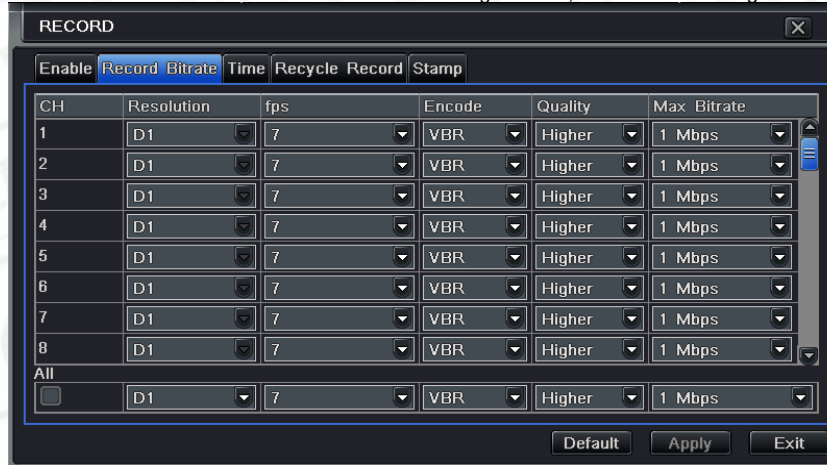 RECORD
Enable Record Bitrate Time Recycle Record Stamp
CH Resolution fps Encode Quality Max Bitrate
1 D1 7 VBR Higher 1 Mbps
2 D1 7 VBR Higher 1 Mbps
3 D1 7 VBR Higher 1 Mbps
4 D1 7 VBR Higher 1 Mbps
5 D1 7 VBR Higher 1 Mbps
6 D1 7 VBR Higher 1 Mbps
7 D1 7 VBR Higher 1 Mbps
8 D1 7 VBR Higher 1 Mbps
All
D1 7 VBR Higher 1 Mbps
Default Apply Exit